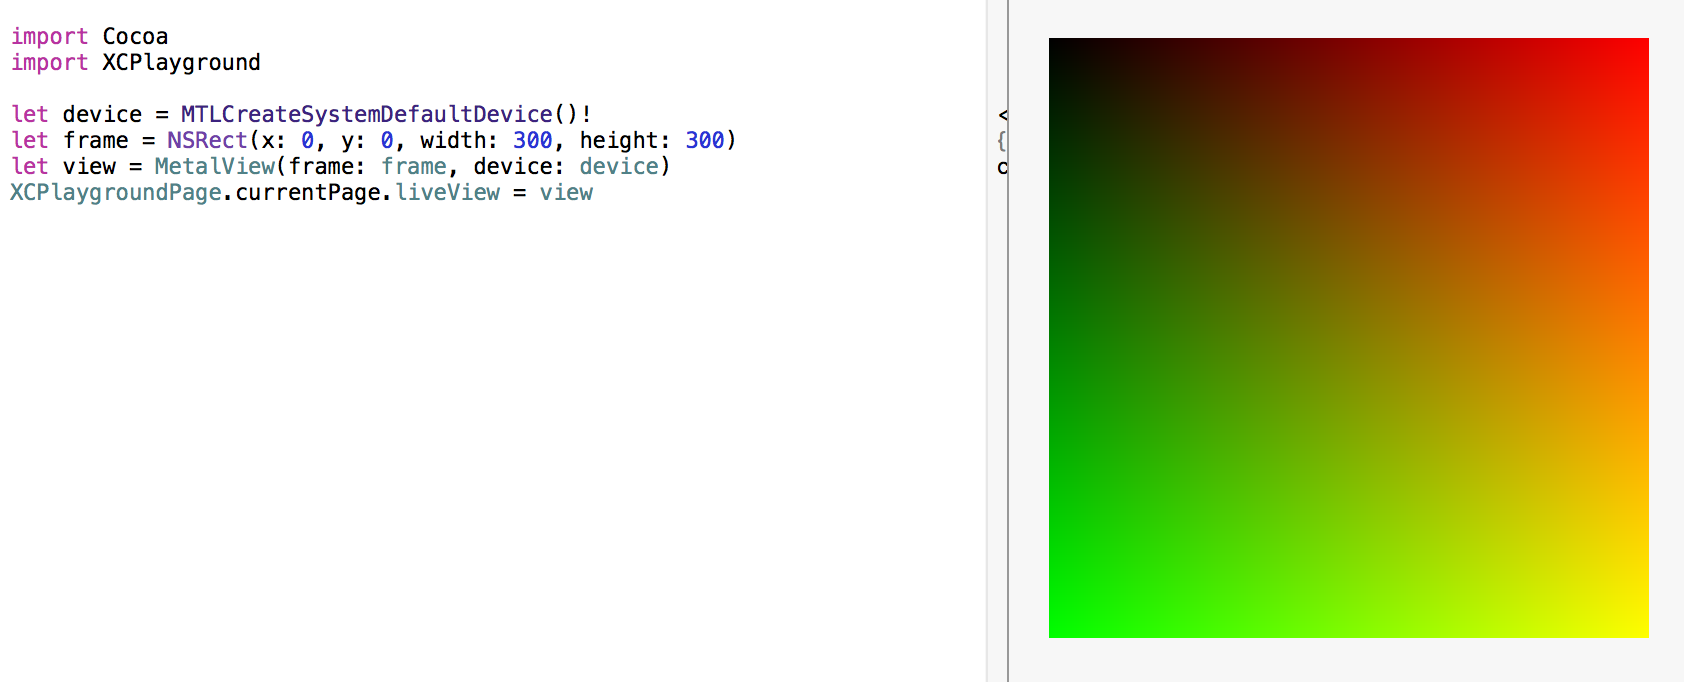 import Cocoa
import XCPlayground
let device = MTLCreateSystemDefaultDevice()!
let frame = NSRect(x: 0, y: 0, width: 300, height: 300)
let view = MetalView(frame: frame, device: device)
XCPlaygroundPage.currentPage.liveView = view
<
{